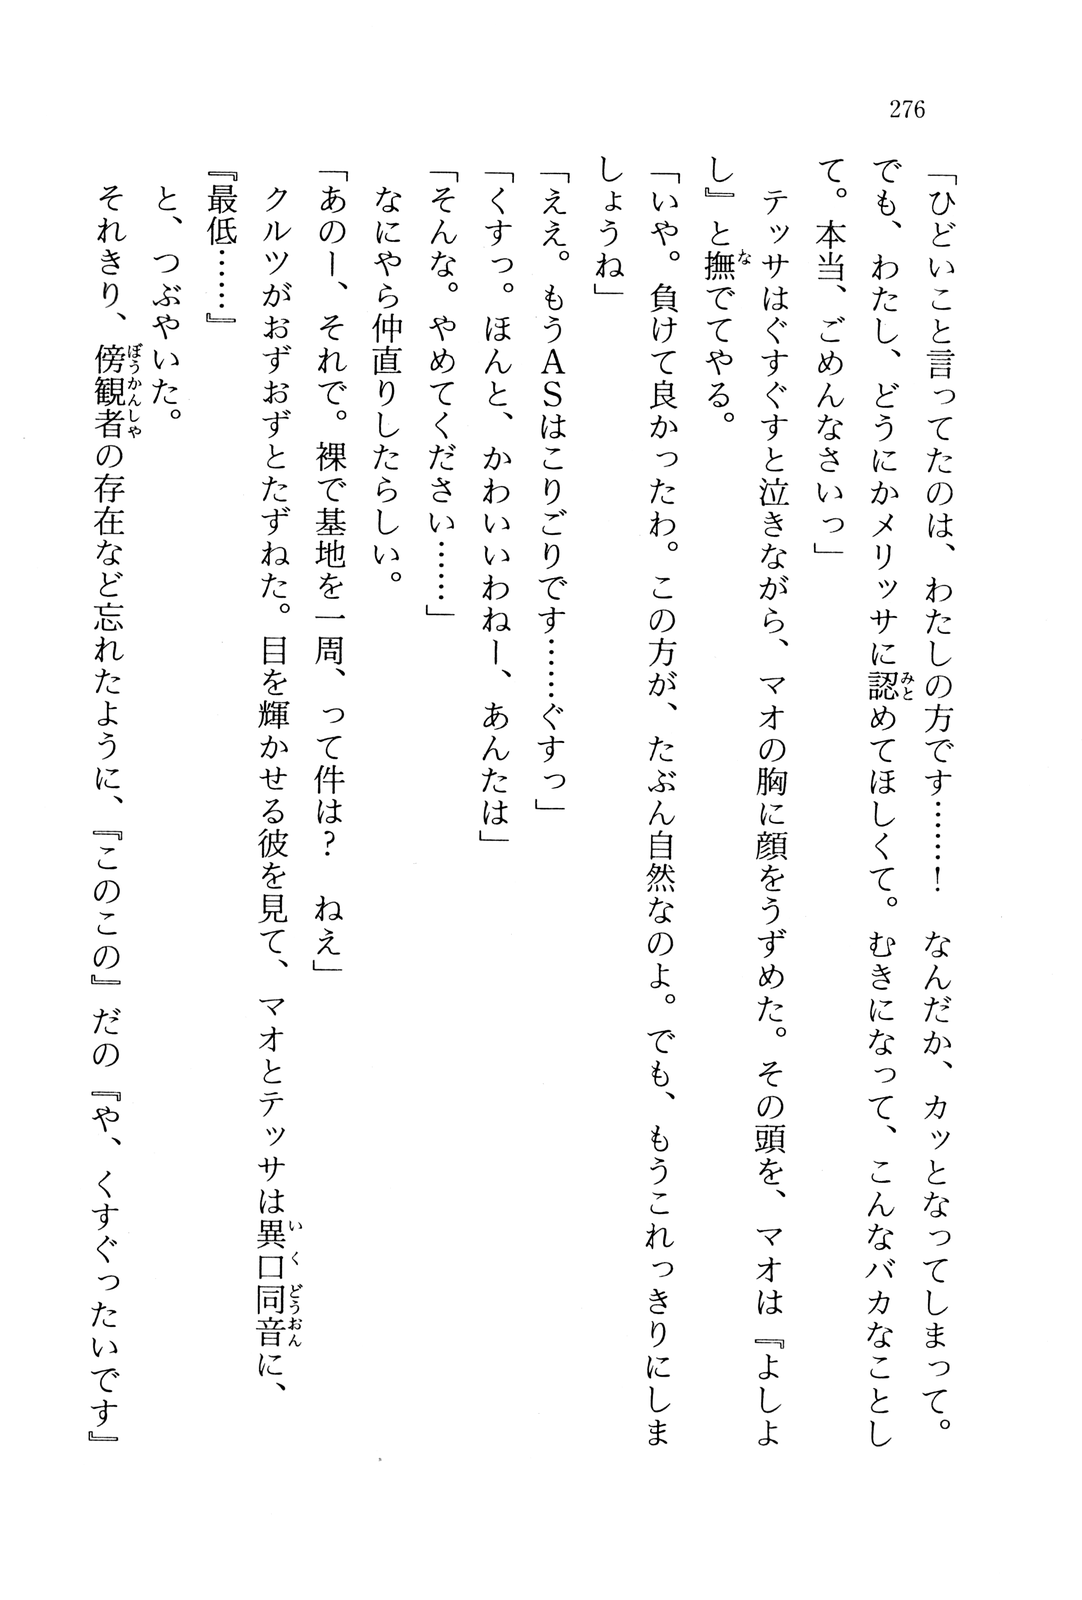 276
「ひどいこと言ってたのは、わたしの方です……！　なんだか、カッとなってしまって。
でも、わたし、どうにかメリッサに認めてほしくて。むきになって、こんなバカなことし
て。本当、ごめんなさいっ」
　テッサはぐすぐすと泣きながら、マオの胸に顔をうずめた。その頭を、マオは『よしよ
し』と撫でてやる。
「いや。負けて良かったわ。この方が、たぶん自然なのよ。でも、もうこれっきりにしま
しょうね」
「ええ。もうＡＳはこりごりです……ぐすっ」
「くすっ。ほんと、かわいいわねー、あんたは」
「そんな。やめてください……」
　なにやら仲直りしたらしい。
「あのー、それで。裸で基地を一周、って件は？　ねえ」
　クルツがおずおずとたずねた。目を輝かせる彼を見て、マオとテッサは異口同音に、
『最低……』
　と、つぶやいた。
　それきり、傍観者の存在など忘れたように、『このこの』だの『や、くすぐったいです』